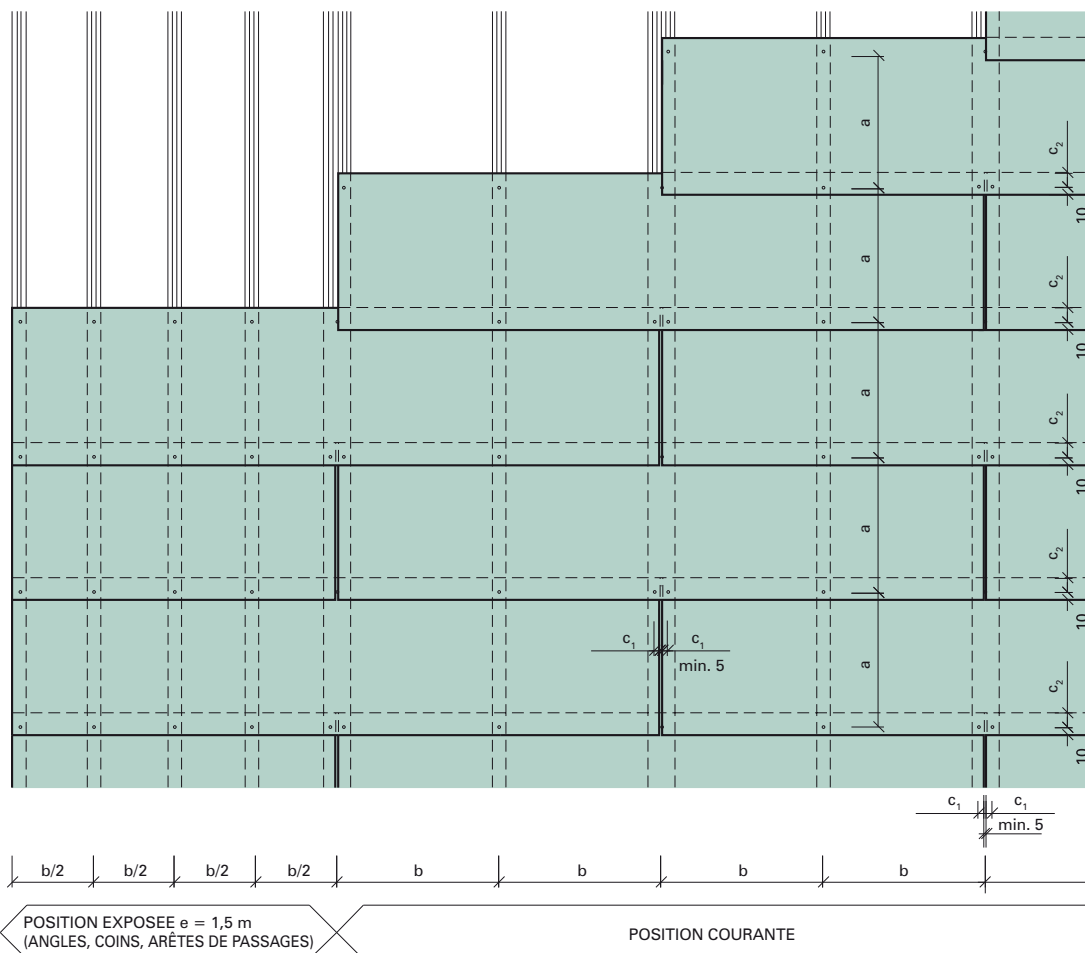 a
c₂
10
a
c₂
10
a
c₂
10
a
c₂
10
c₁ c₁
min. 5
a
c₂
10
c₁ c₁
min. 5
b/2 b/2 b/2 b/2 b b b b
POSITION EXPOSEE e = 1,5 m
(ANGLES, COINS, ARÊTES DE PASSAGES)
POSITION COURANTE